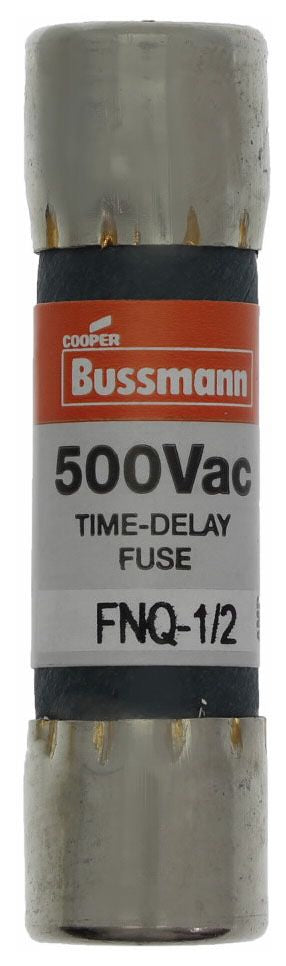 COOPER
Bussmann
500Vac
TIME-DELAY
FUSE
FNQ-1/2